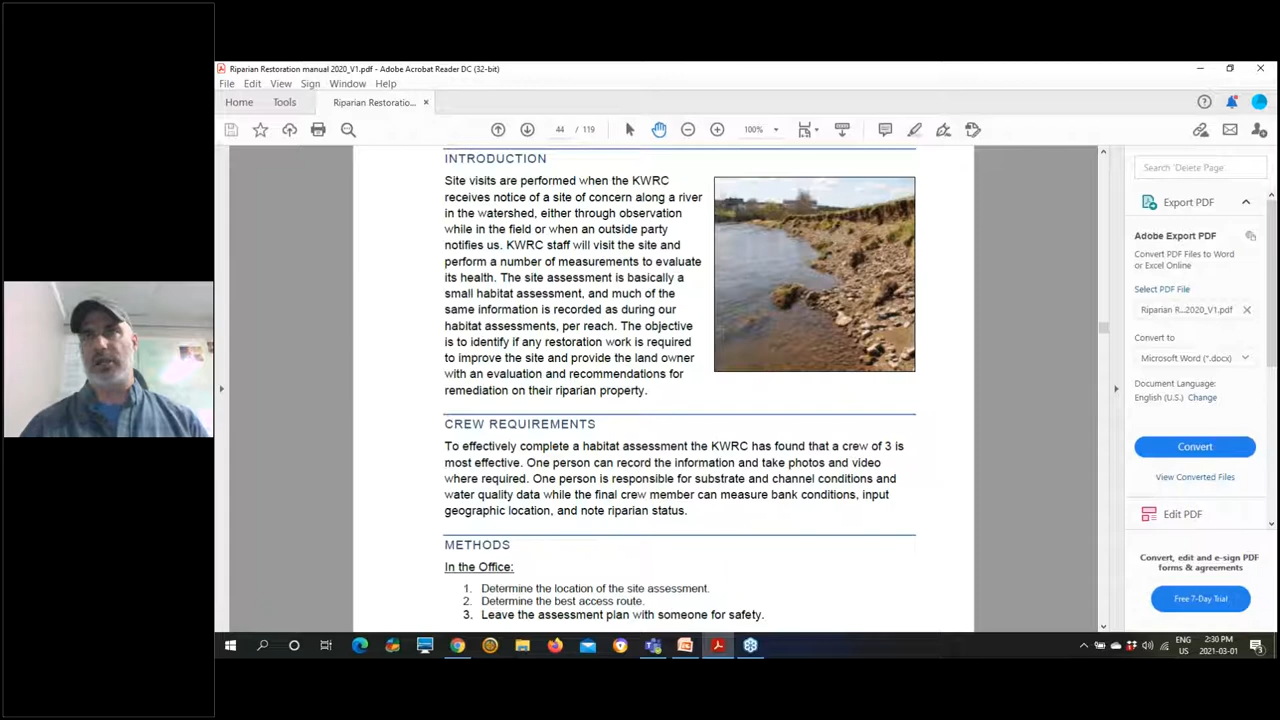 Riparian Restoration manual 2020_V1.pdf - Adobe Acrobat Reader DC (32-bit)
File Edit View Sign Window Help
Home Tools Riparian Restoratio... ×
44 / 119 100%
INTRODUCTION
Site visits are performed when the KWRC
receives notice of a site of concern along a river
in the watershed, either through observation
while in the field or when an outside party
notifies us. KWRC staff will visit the site and
perform a number of measurements to evaluate
its health. The site assessment is basically a
small habitat assessment, and much of the
same information is recorded as during our
habitat assessments, per reach. The objective
is to identify if any restoration work is required
to improve the site and provide the land owner
with an evaluation and recommendations for
remediation on their riparian property.
CREW REQUIREMENTS
To effectively complete a habitat assessment the KWRC has found that a crew of 3 is
most effective. One person can record the information and take photos and video
where required. One person is responsible for substrate and channel conditions and
water quality data while the final crew member can measure bank conditions, input
geographic location, and note riparian status.
METHODS
In the Office:
1. Determine the location of the site assessment.
2. Determine the best access route.
3. Leave the assessment plan with someone for safety.
Search 'Delete Page'
Export PDF
Adobe Export PDF
Convert PDF Files to Word
or Excel Online
Select PDF File
Riparian R...2020_V1.pdf ×
Convert to
Microsoft Word (*.docx)
Document Language:
English (U.S.) Change
Convert
View Converted Files
Edit PDF
Convert, edit and e-sign PDF
forms & agreements
Free 7-Day Trial
ENG
US
2:30 PM
2021-03-01
3